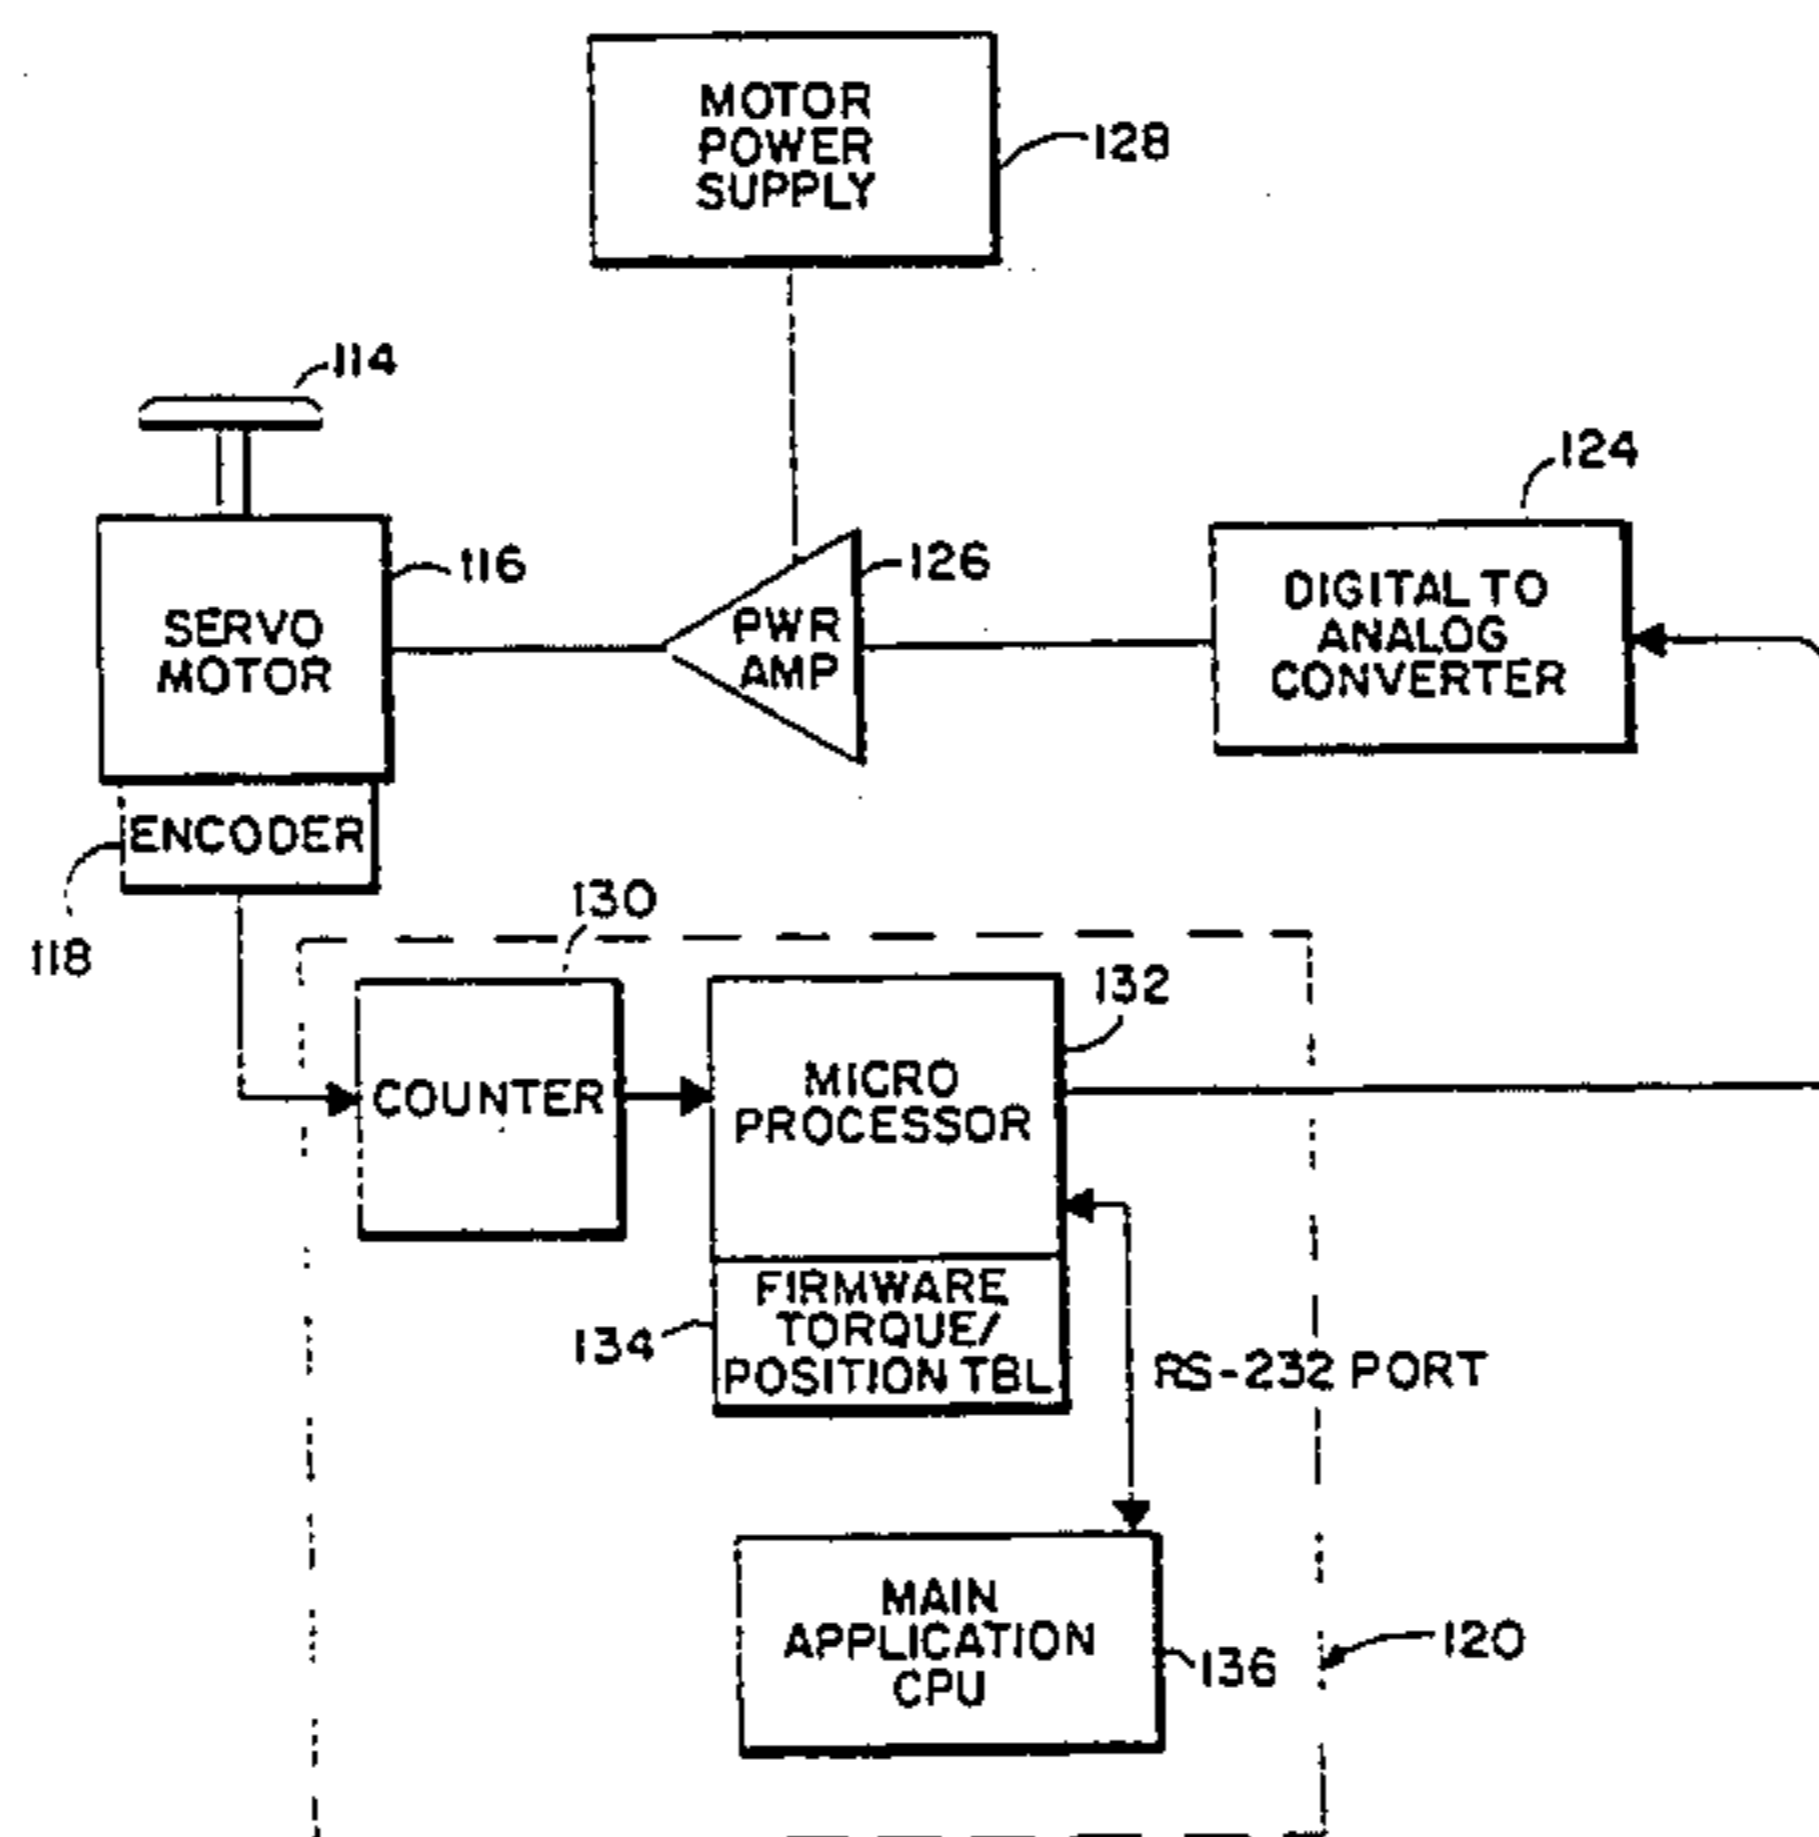 MOTOR
POWER
SUPPLY
128
114
124
116
126
SERVO
MOTOR
PWR
AMP
DIGITAL TO
ANALOG
CONVERTER
ENCODER
118
130
132
COUNTER
MICRO
PROCESSOR
FIRMWARE
TORQUE/
POSITION TBL
134
RS-232 PORT
MAIN
APPLICATION
CPU
136
120